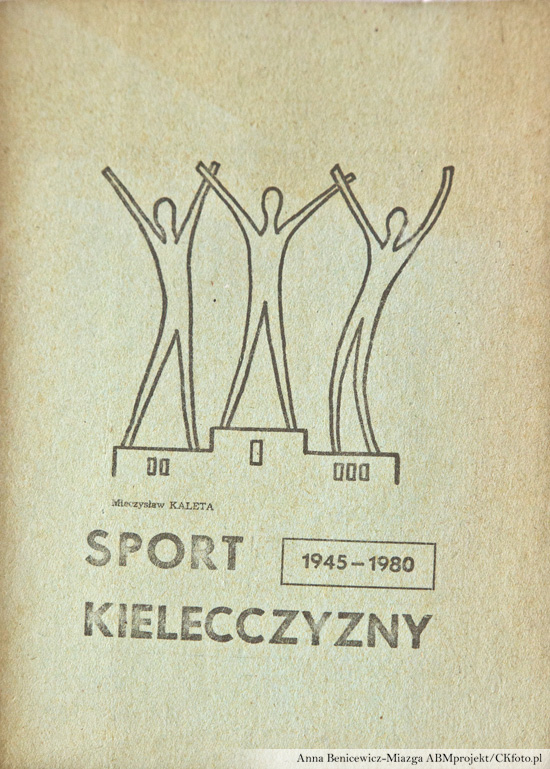 Mieczysław KALETA
SPORT
1945-1980
KIELECCZYZNY
Anna Benicewicz-Miazga ABMprojekt/CKfoto.pl